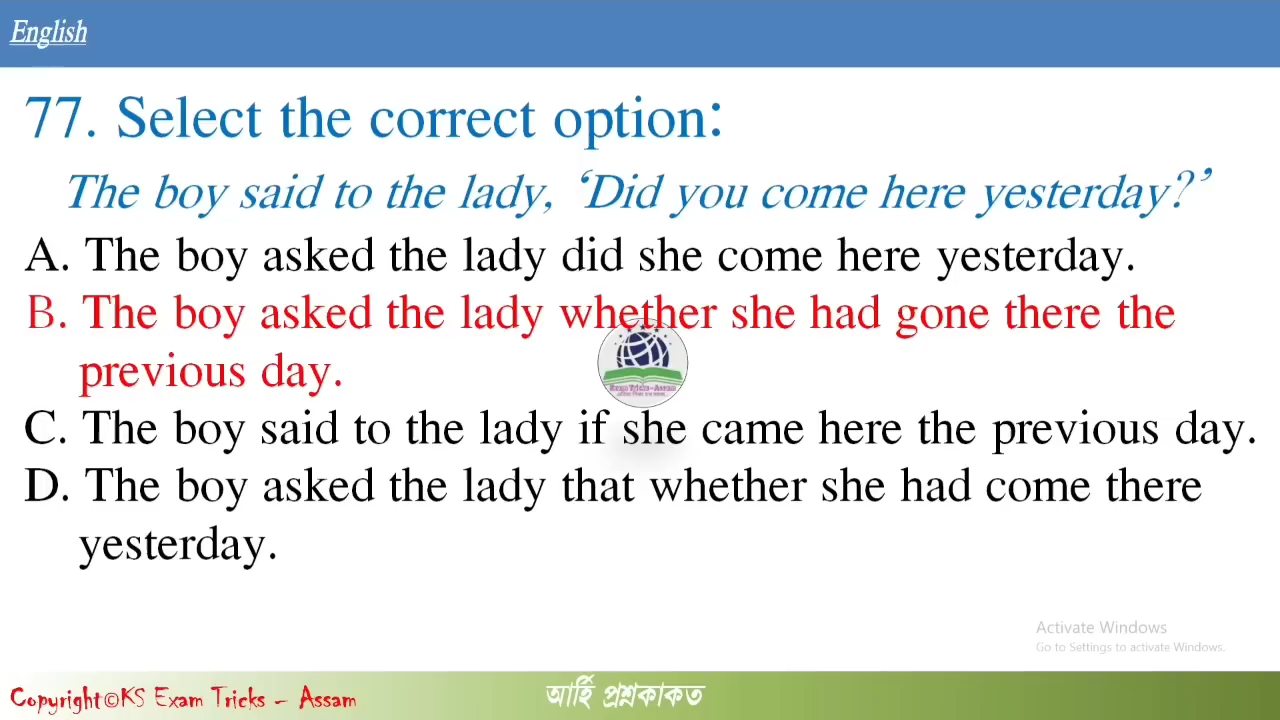 English
77. Select the correct option:
The boy said to the lady, ‘Did you come here yesterday?’
A. The boy asked the lady did she come here yesterday.
B. The boy asked the lady whether she had gone there the
previous day.
C. The boy said to the lady if she came here the previous day.
D. The boy asked the lady that whether she had come there
yesterday.
Activate Windows
Go to Settings to activate Windows.
Copyright©KS Exam Tricks – Assam
আৰ্হি প্ৰশ্নকাকত